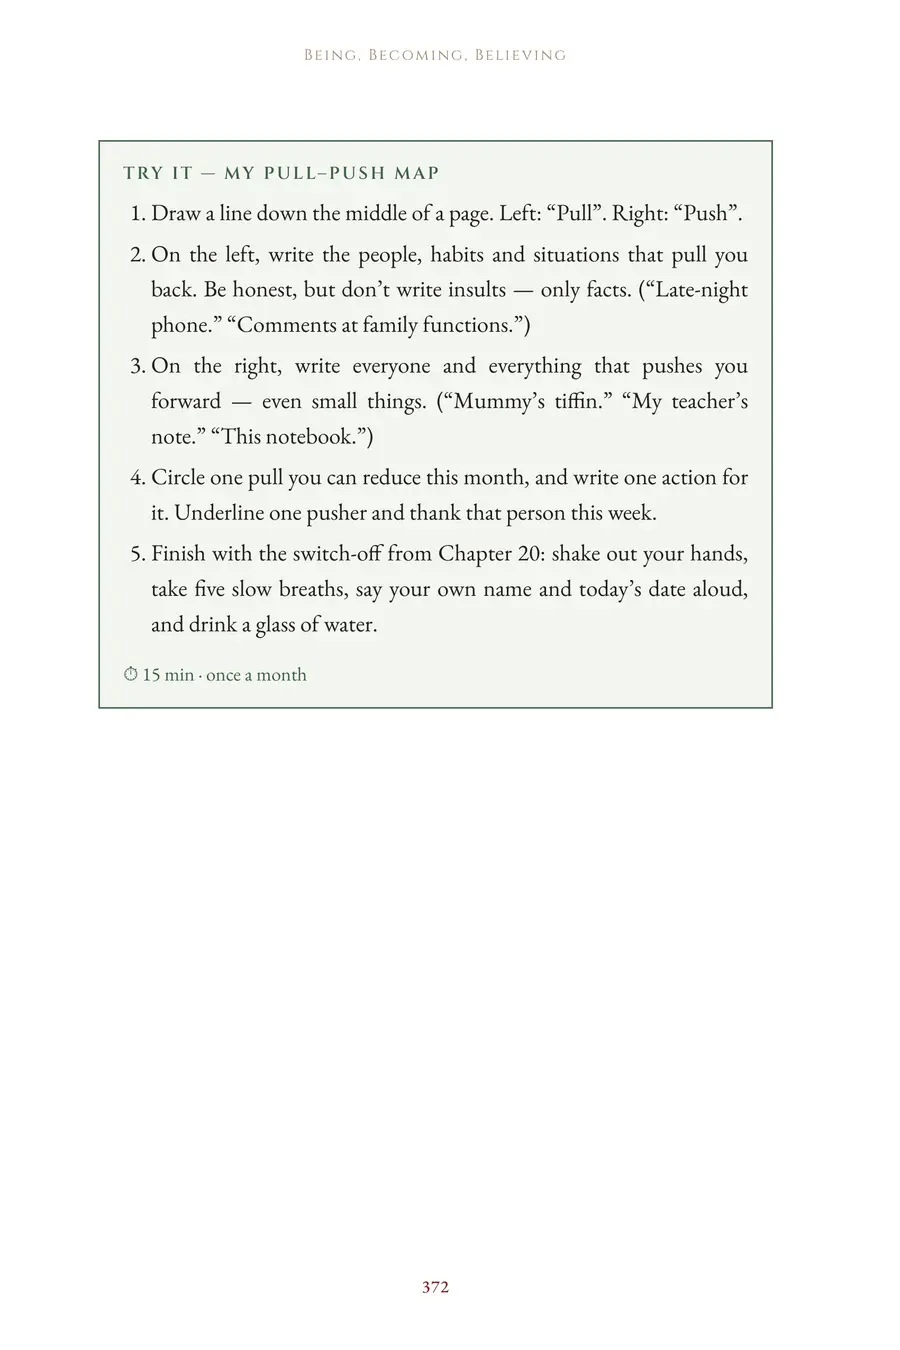 Being, Becoming, Believing
TRY IT — MY PULL–PUSH MAP
1. Draw a line down the middle of a page. Left: “Pull”. Right: “Push”.
2. On the left, write the people, habits and situations that pull you
back. Be honest, but don’t write insults — only facts. (“Late-night
phone.” “Comments at family functions.”)
3. On the right, write everyone and everything that pushes you
forward — even small things. (“Mummy’s tiffin.” “My teacher’s
note.” “This notebook.”)
4. Circle one pull you can reduce this month, and write one action for
it. Underline one pusher and thank that person this week.
5. Finish with the switch-off from Chapter 20: shake out your hands,
take five slow breaths, say your own name and today’s date aloud,
and drink a glass of water.
⏱ 15 min · once a month
372